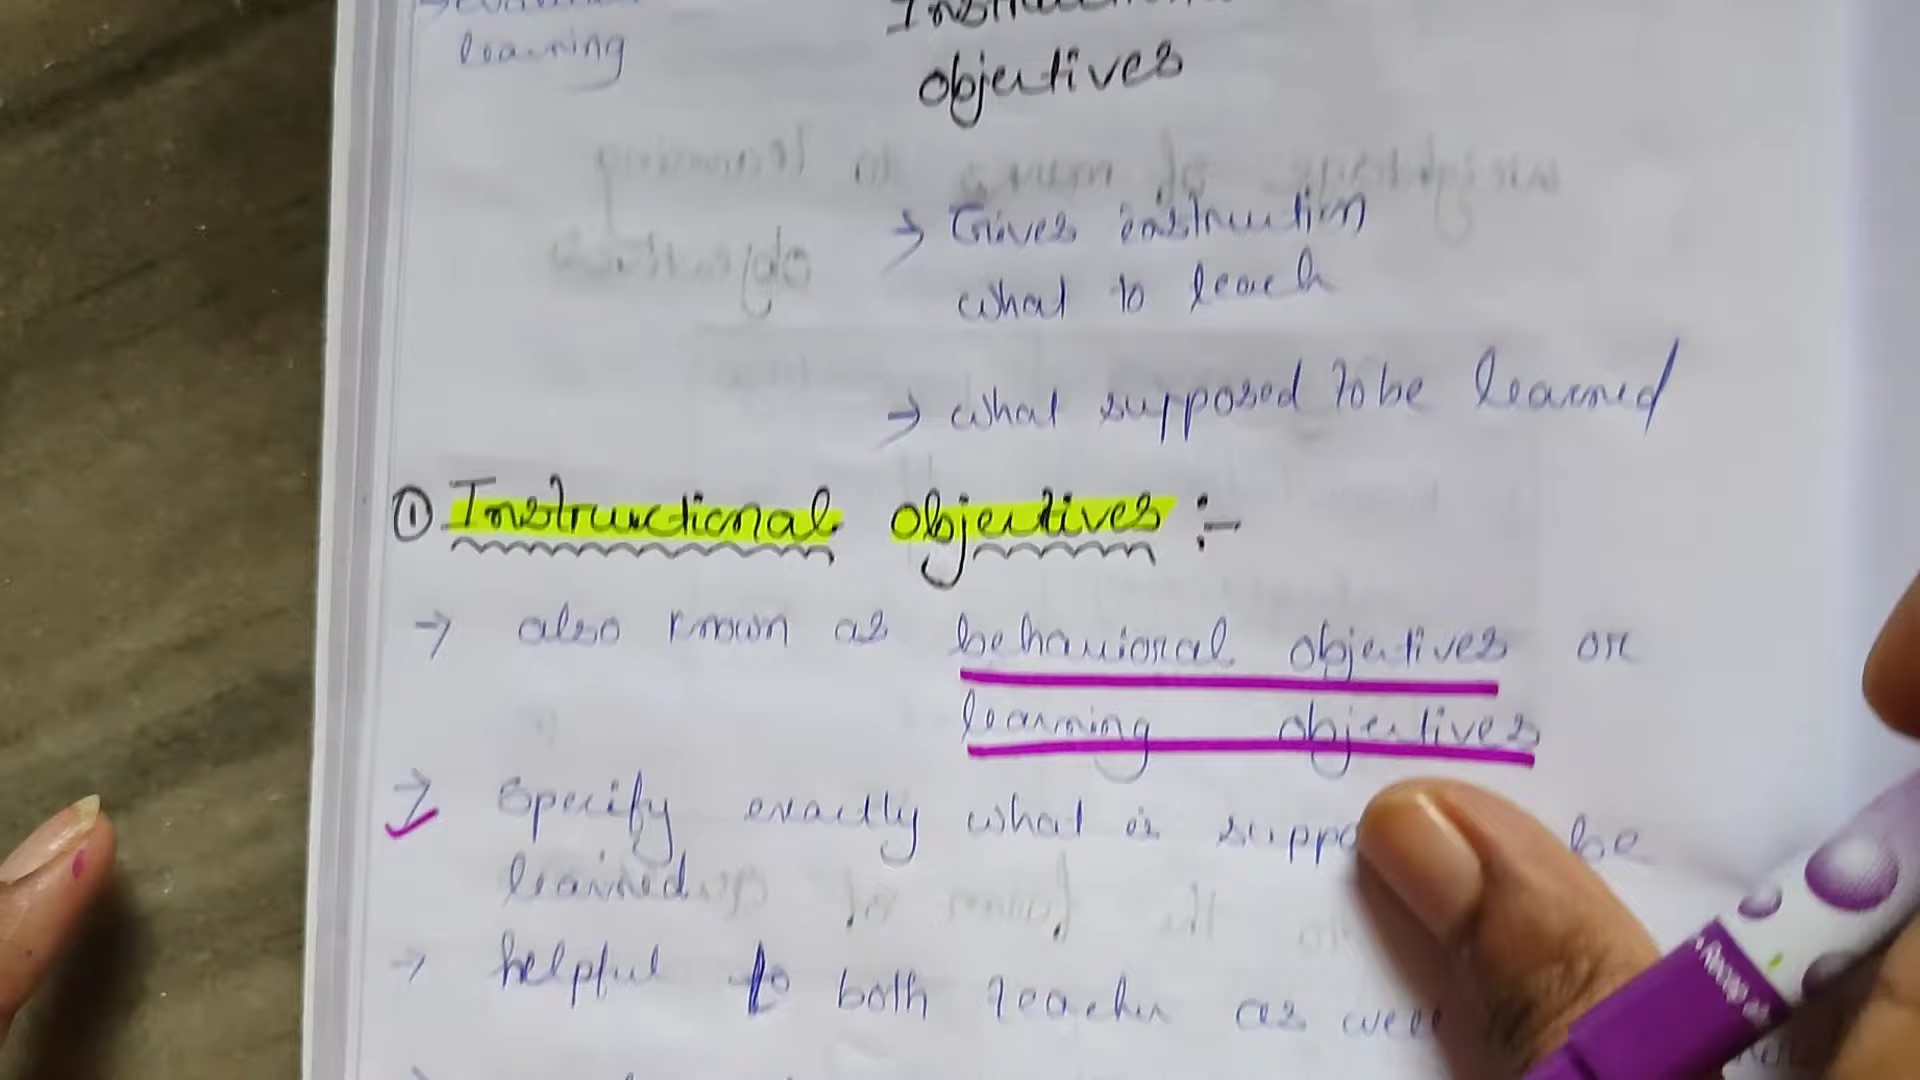 learning
Instructional
objectives
→ Gives instruction
what to teach
→ what supposed to be learned
① Instructional objectives :-
→ also known as behavioral objectives or
learning objectives
→ specify exactly what is be
learned.
→ helpful to both teacher as well